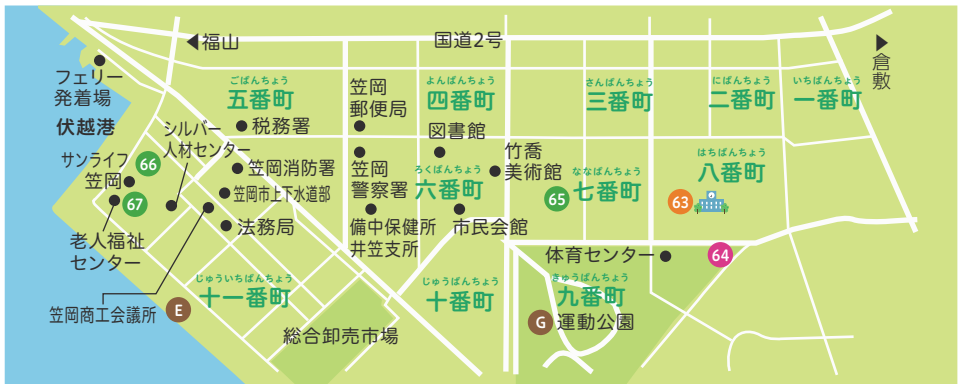 福山
国道2号
倉敷
フェリー
発着場
伏越港
ごばんちょう
五番町
笠岡
郵便局
よんばんちょう
四番町
さんばんちょう
三番町
にばんちょう
二番町
いちばんちょう
一番町
税務署
図書館
シルバー
人材センター
サンライフ
笠岡
66
67
老人福祉
センター
笠岡消防署
笠岡市上下水道部
法務局
笠岡
警察署
ろくばんちょう
六番町
竹喬
美術館
65
ななばんちょう
七番町
はちばんちょう
八番町
63
備中保健所
井笠支所
市民会館
体育センター
64
じゅういちばんちょう
十一番町
じゅうばんちょう
十番町
きゅうばんちょう
九番町
笠岡商工会議所
E
総合卸売市場
G
運動公園